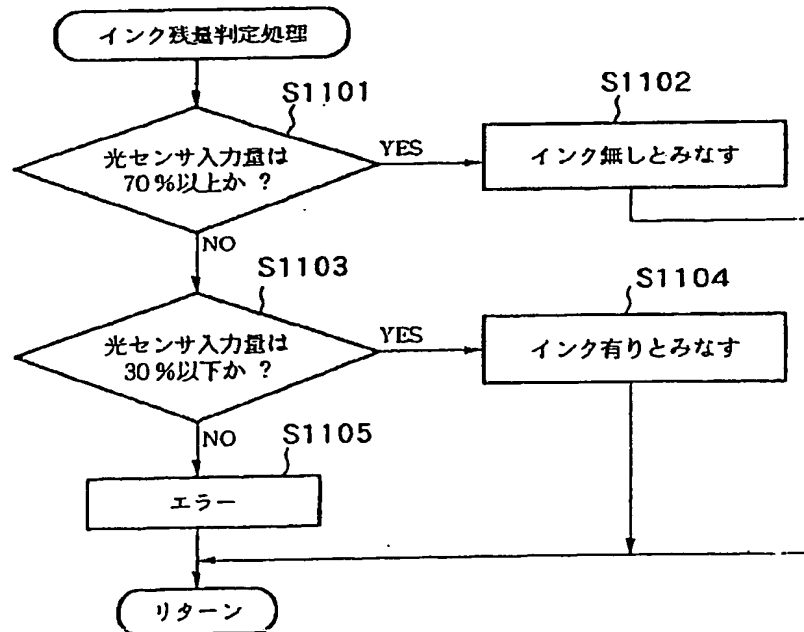 インク残量判定処理
S1101
光センサ入力量は
70%以上か?
YES
S1102
インク無しとみなす
NO
S1103
光センサ入力量は
30%以下か?
YES
S1104
インク有りとみなす
NO
S1105
エラー
リターン